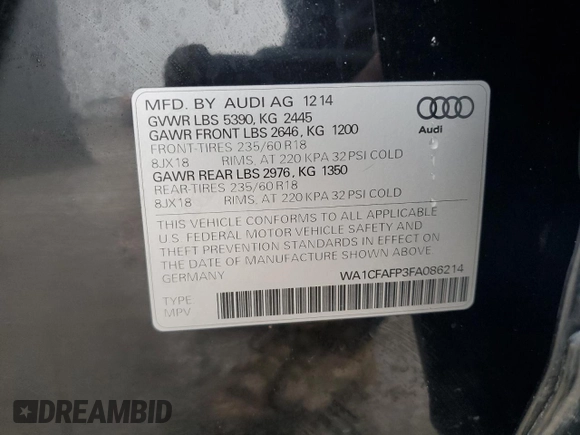 MFD. BY AUDI AG 12 14
GVWR LBS 5390, KG 2445
GAWR FRONT LBS 2646, KG 1200
FRONT-TIRES 235/60 R18
8JX18 RIMS, AT 220 KPA 32 PSI COLD
GAWR REAR LBS 2976, KG 1350
REAR-TIRES 235/60 R18
8JX18 RIMS, AT 220 KPA 32 PSI COLD
THIS VEHICLE CONFORMS TO ALL APPLICABLE
U.S. FEDERAL MOTOR VEHICLE SAFETY AND
THEFT PREVENTION STANDARDS IN EFFECT ON
THE DATE OF MANUFACTURE SHOWN ABOVE.
GERMANY
WA1CFAFP3FA086214
TYPE
MPV
Audi
DREAMBID